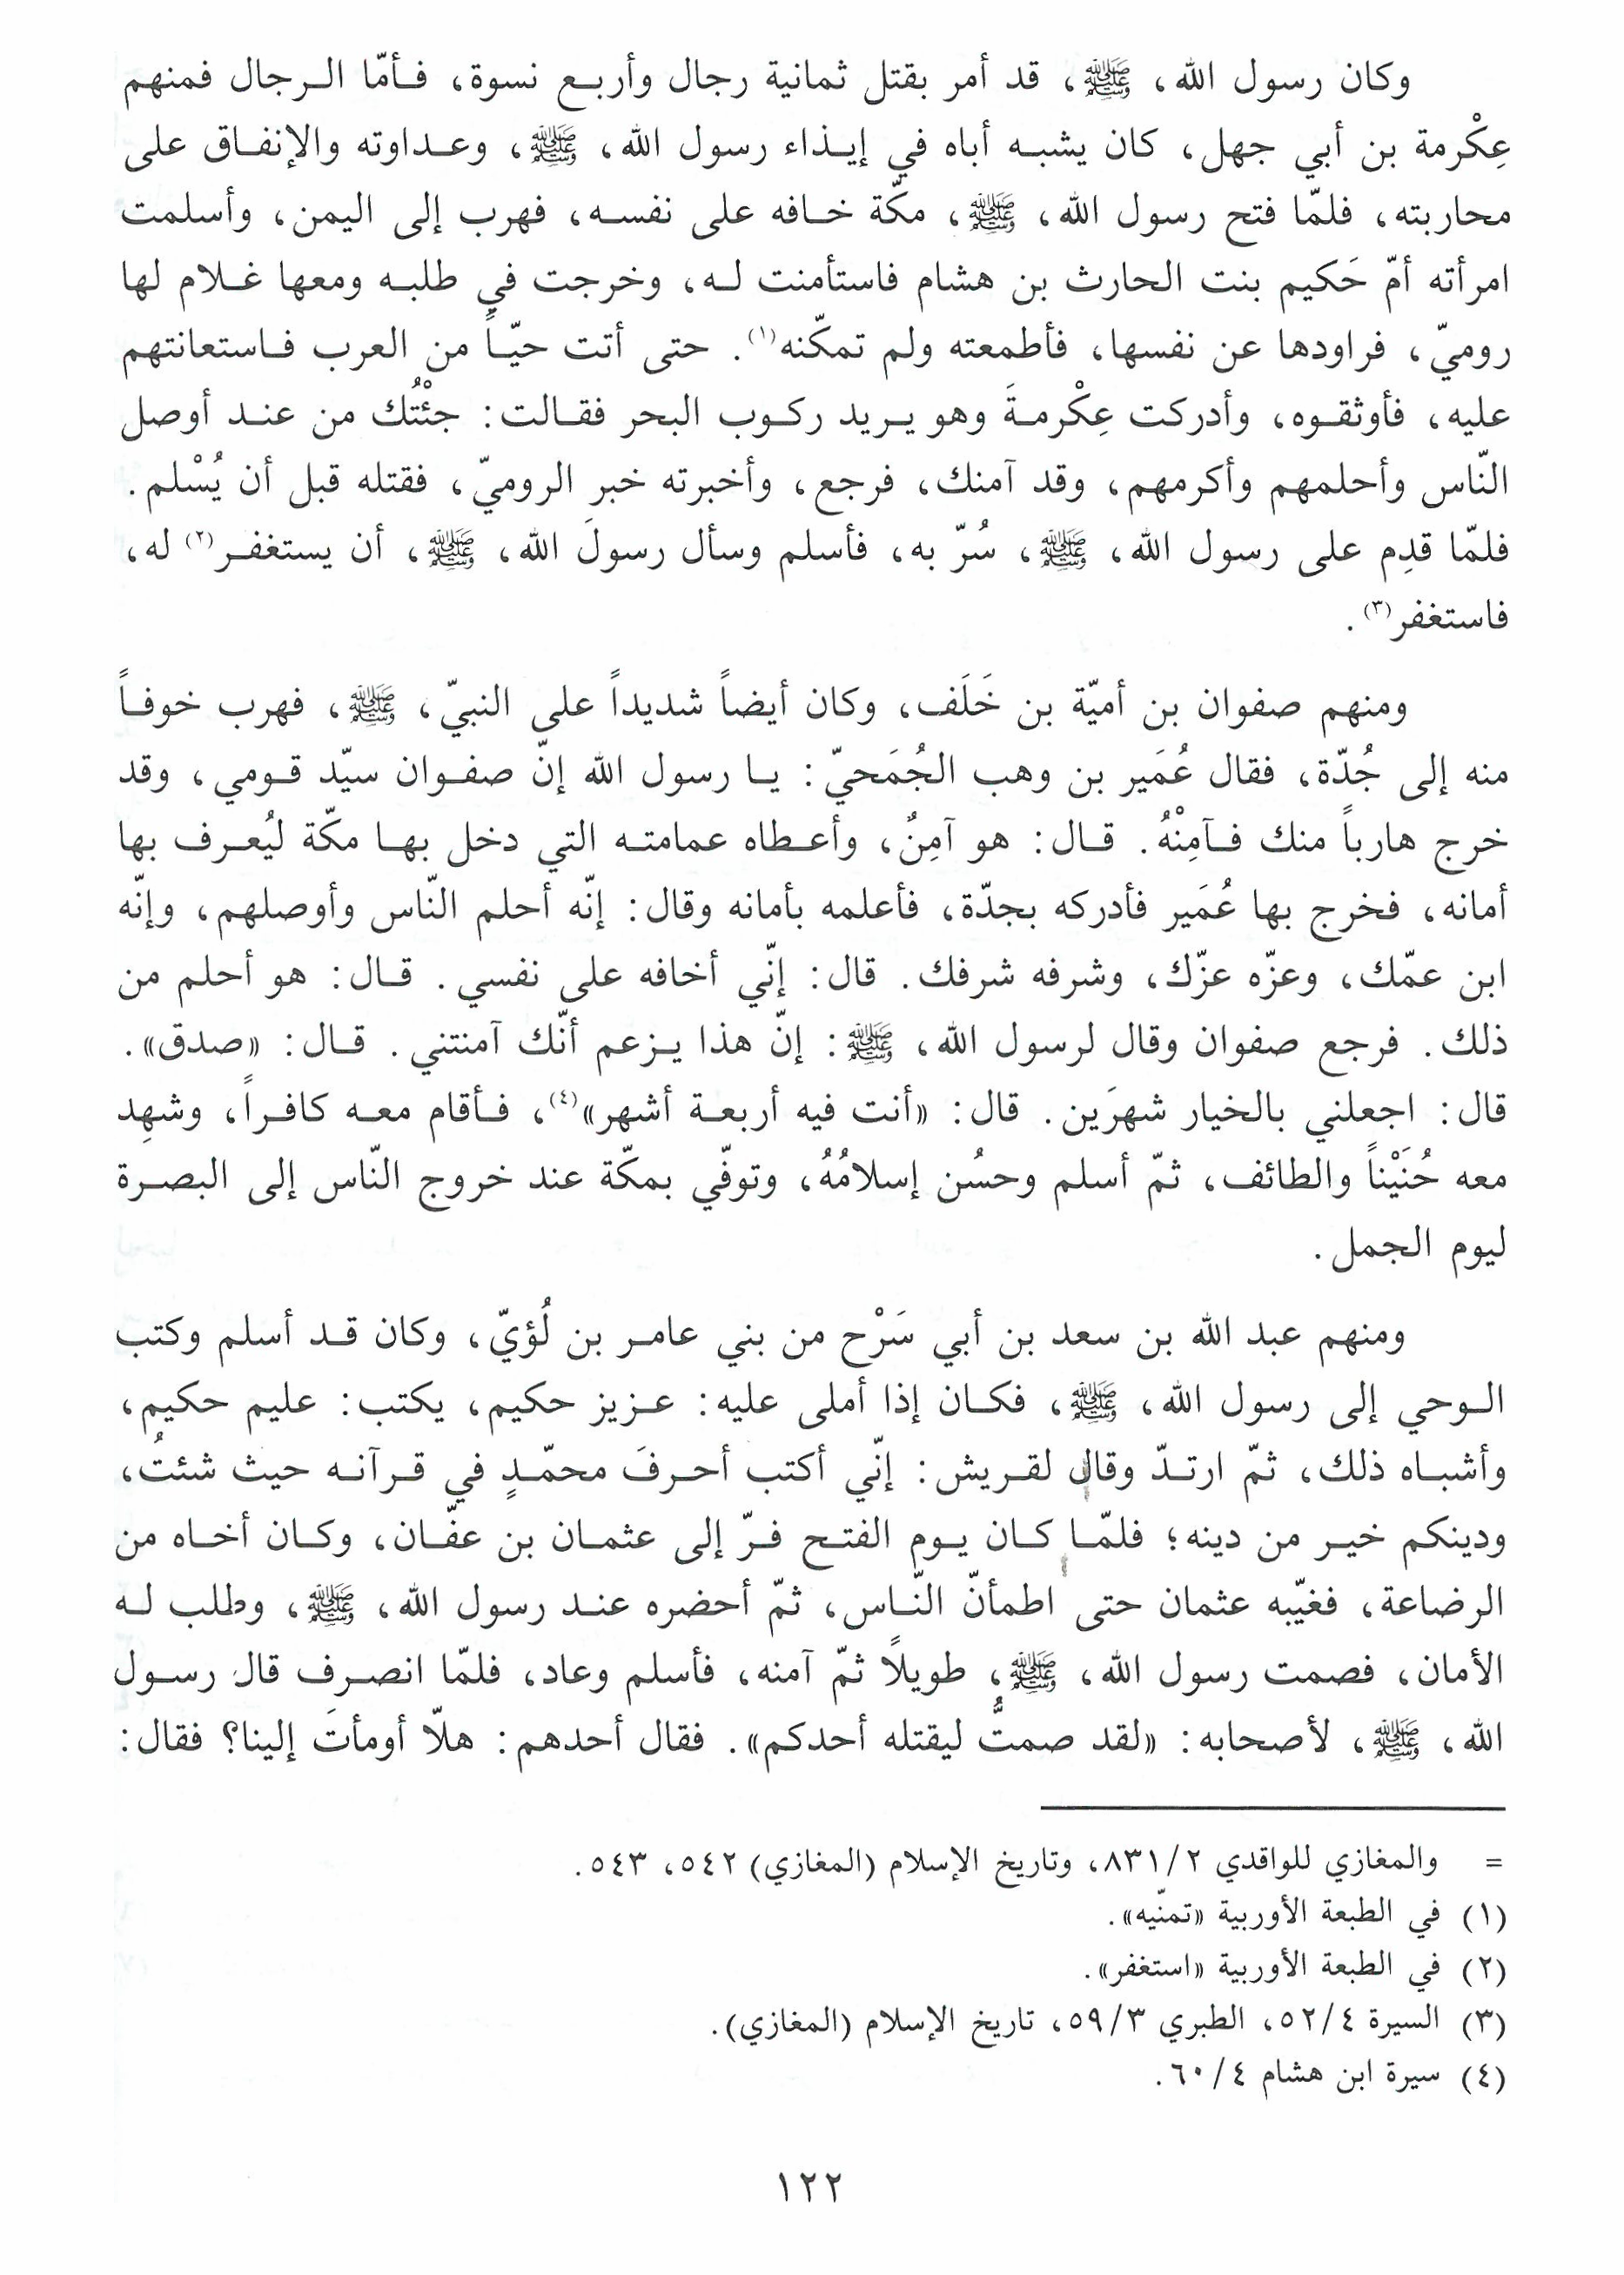 وكان رسول الله، ﷺ، قد أمر بقتل ثمانية رجال وأربع نسوة، فأمّا الرجال فمنهم
عِكْرمة بن أبي جهل، كان يشبه أباه في إيذاء رسول الله، ﷺ، وعداوته والإنفاق على
محاربته، فلمّا فتح رسول الله، ﷺ، مكّة خافه على نفسه، فهرب إلى اليمن، وأسلمت
امرأته أمّ حَكيم بنت الحارث بن هشام فاستأمنت له، وخرجت في طلبه ومعها غلام لها
روميّ، فراودها عن نفسها، فأطمعته ولم تمكّنه(١). حتى أتت حيّاً من العرب فاستعانتهم
عليه، فأوثقوه، وأدركت عِكْرمةَ وهو يريد ركوب البحر فقالت: جئْتُك من عند أوصل
النّاس وأحلمهم وأكرمهم، وقد آمنك، فرجع، وأخبرته خبر الروميّ، فقتله قبل أن يُسْلم.
فلمّا قدِم على رسول الله، ﷺ، سُرّ به، فأسلم وسأل رسولَ الله، ﷺ، أن يستغفر(٢) له،
فاستغفر(٣).
ومنهم صفوان بن أميّة بن خَلَف، وكان أيضاً شديداً على النبيّ، ﷺ، فهرب خوفاً
منه إلى جُدّة، فقال عُمَير بن وهب الجُمَحيّ: يا رسول الله إنّ صفوان سيّد قومي، وقد
خرج هارباً منك فآمِنْهُ. قال: هو آمِنٌ، وأعطاه عمامته التي دخل بها مكّة ليُعرف بها
أمانه، فخرج بها عُمَير فأدركه بجدّة، فأعلمه بأمانه وقال: إنّه أحلم النّاس وأوصلهم، وإنّه
ابن عمّك، وعزّه عزّك، وشرفه شرفك. قال: إنّي أخافه على نفسي. قال: هو أحلم من
ذلك. فرجع صفوان وقال لرسول الله، ﷺ: إنّ هذا يزعم أنّك آمنتني. قال: «صدق».
قال: اجعلني بالخيار شهرَين. قال: «أنت فيه أربعة أشهر»(٤)، فأقام معه كافراً، وشهِد
معه حُنَيْناً والطائف، ثمّ أسلم وحسُن إسلامُهُ، وتوفّي بمكّة عند خروج النّاس إلى البصرة
ليوم الجمل.
ومنهم عبد الله بن سعد بن أبي سَرْح من بني عامر بن لُؤيّ، وكان قد أسلم وكتب
الوحي إلى رسول الله، ﷺ، فكان إذا أملى عليه: عزيز حكيم، يكتب: عليم حكيم،
وأشباه ذلك، ثمّ ارتدّ وقال لقريش: إنّي أكتب أحرفَ محمّدٍ في قرآنه حيث شئتُ،
ودينكم خير من دينه؛ فلمّا كان يوم الفتح فرّ إلى عثمان بن عفّان، وكان أخاه من
الرضاعة، فغيّبه عثمان حتى اطمأنّ النّاس، ثمّ أحضره عند رسول الله، ﷺ، وطلب له
الأمان، فصمت رسول الله، ﷺ، طويلاً ثمّ آمنه، فأسلم وعاد، فلمّا انصرف قال رسول
الله، ﷺ، لأصحابه: «لقد صمتُّ ليقتله أحدكم». فقال أحدهم: هلّا أومأتَ إلينا؟ فقال:
= والمغازي للواقدي ٨٣١/٢، وتاريخ الإسلام (المغازي) ٥٤٢، ٥٤٣.
(١) في الطبعة الأوربية «تمنّيه».
(٢) في الطبعة الأوربية «استغفر».
(٣) السيرة ٥٢/٤، الطبري ٥٩/٣، تاريخ الإسلام (المغازي).
(٤) سيرة ابن هشام ٦٠/٤.
١٢٢